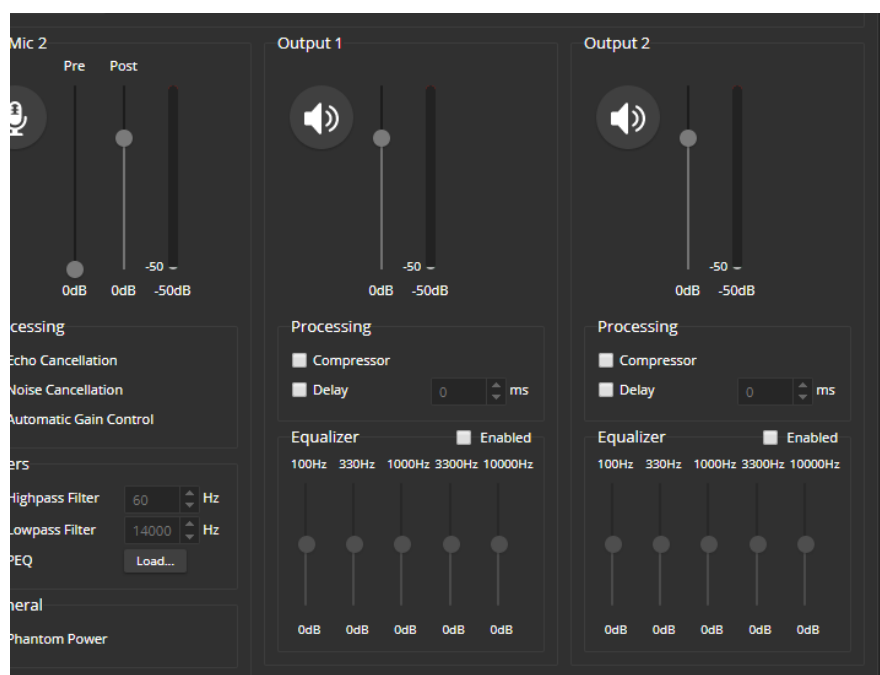 Mic 2
Pre Post
-50
0dB 0dB -50dB
cessing
Echo Cancellation
Noise Cancellation
Automatic Gain Control
ers
Highpass Filter 60 Hz
Lowpass Filter 14000 Hz
PEQ Load...
neral
Phantom Power
Output 1
-50
0dB -50dB
Processing
Compressor
Delay 0 ms
Equalizer Enabled
100Hz 330Hz 1000Hz 3300Hz 10000Hz
0dB 0dB 0dB 0dB 0dB
Output 2
-50
0dB -50dB
Processing
Compressor
Delay 0 ms
Equalizer Enabled
100Hz 330Hz 1000Hz 3300Hz 10000Hz
0dB 0dB 0dB 0dB 0dB